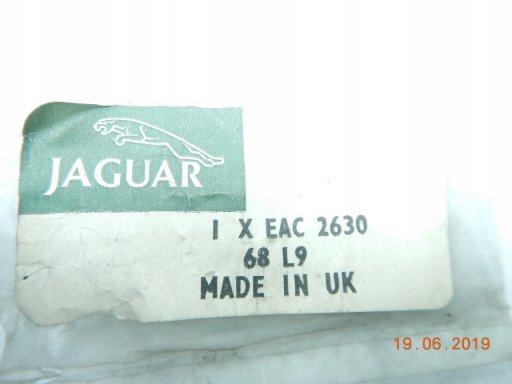 JAGUAR
1 X EAC 2630
68 L9
MADE IN UK
19.06.2019